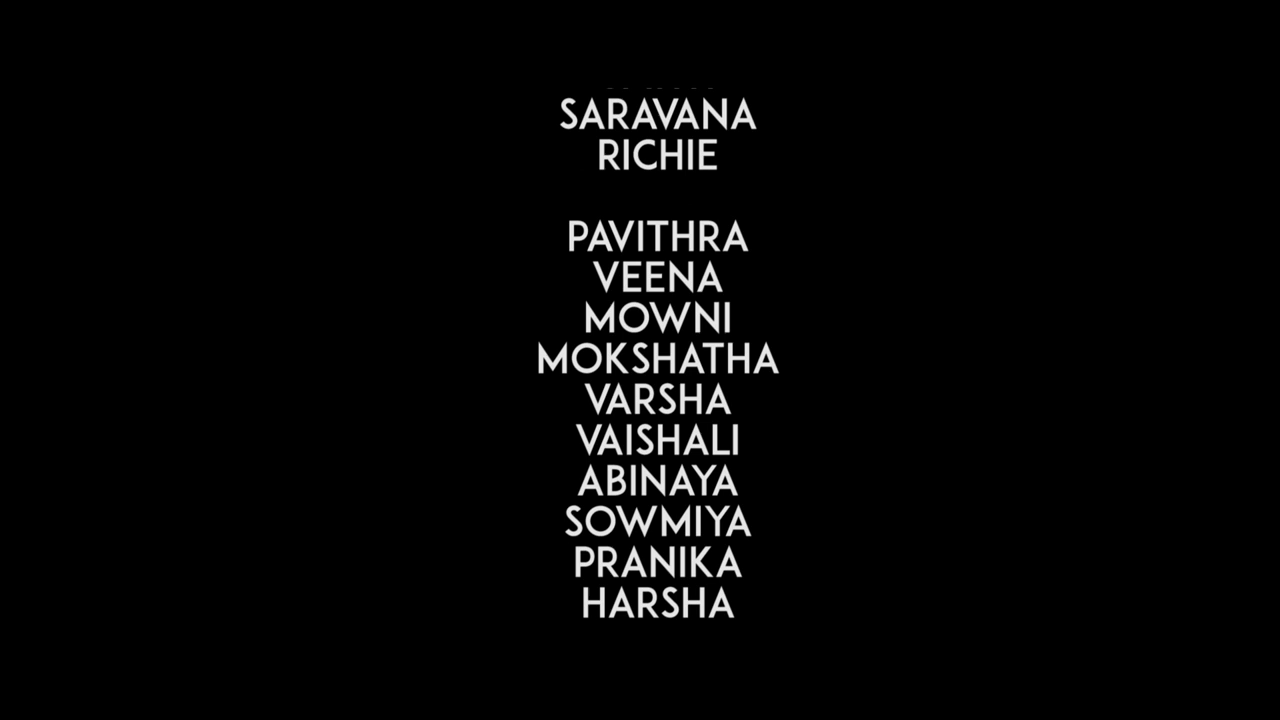 SARAVANA
RICHIE
PAVITHRA
VEENA
MOWNI
MOKSHATHA
VARSHA
VAISHALI
ABINAYA
SOWMIYA
PRANIKA
HARSHA